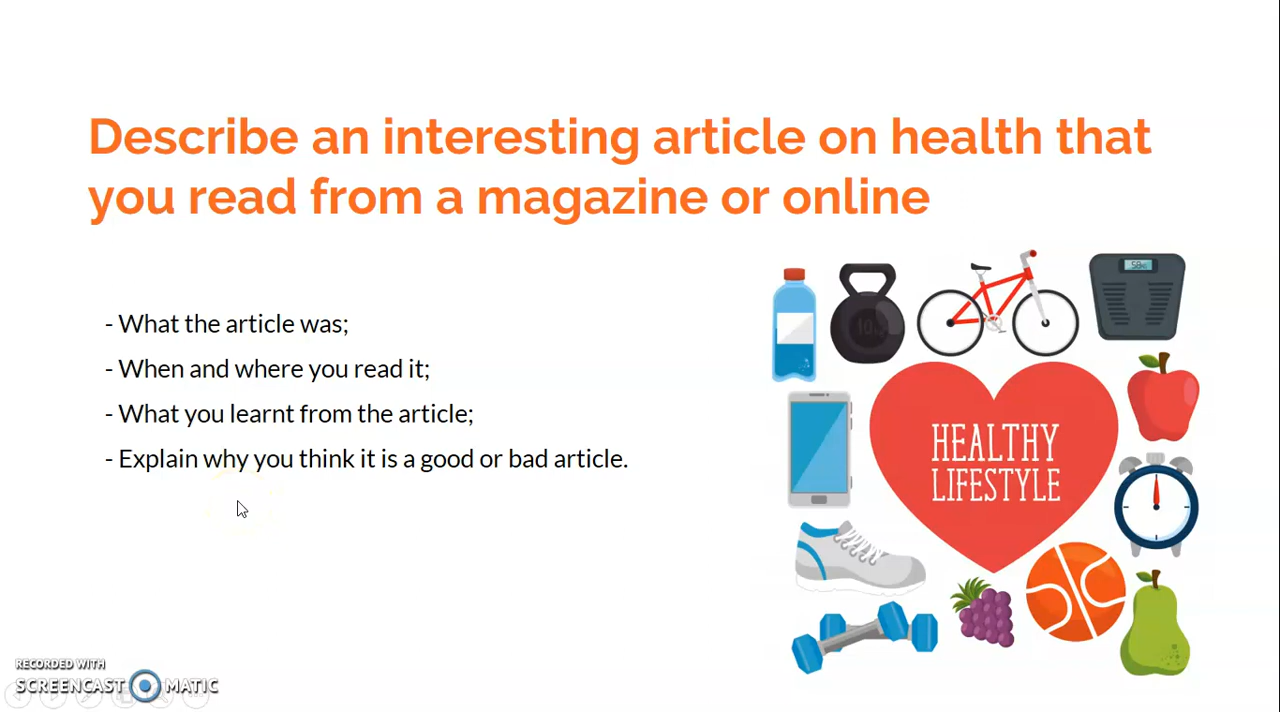 Describe an interesting article on health that
you read from a magazine or online
- What the article was;
- When and where you read it;
- What you learnt from the article;
- Explain why you think it is a good or bad article.
HEALTHY
LIFESTYLE
RECORDED WITH
SCREENCAST MATIC